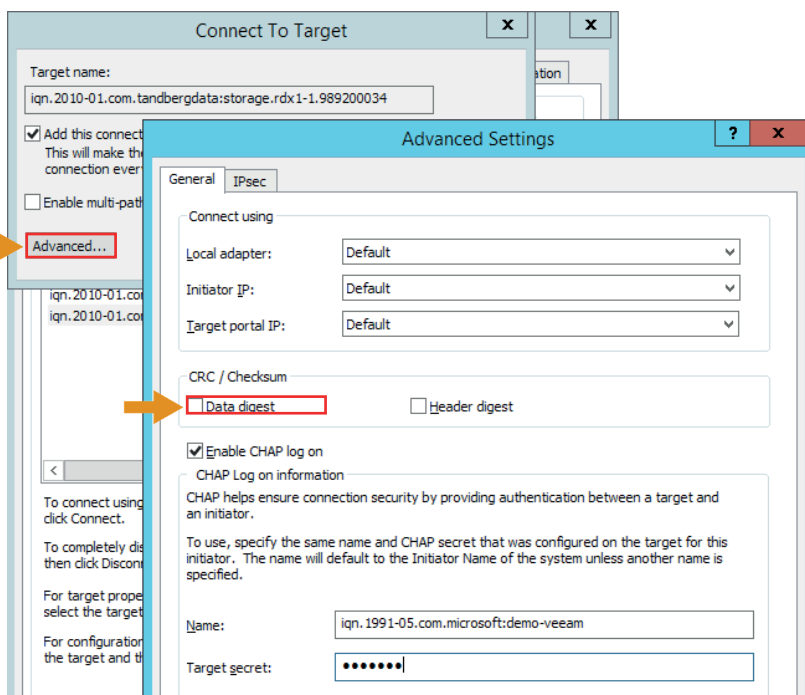 Connect To Target
x
x
Target name:
ation
iqn.2010-01.com.tandbergdata:storage.rdx1-1.989200034
Add this connect
This will make the
connection ever
Enable multi-path
Advanced...
iqn.2010-01.com
iqn.2010-01.com
To connect using
click Connect.
To completely dis
then click Disconn
For target prope
select the target
For configuration
the target and th
Advanced Settings
?
x
General
IPsec
Connect using
Local adapter:
Default
Initiator IP:
Default
Target portal IP:
Default
CRC / Checksum
Data digest
Header digest
Enable CHAP log on
CHAP Log on information
CHAP helps ensure connection security by providing authentication between a target and
an initiator.
To use, specify the same name and CHAP secret that was configured on the target for this
initiator. The name will default to the Initiator Name of the system unless another name is
specified.
Name:
iqn.1991-05.com.microsoft:demo-veeam
Target secret:
●●●●●●●